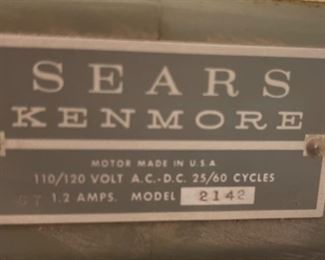 SEARS
KENMORE
MOTOR MADE IN U.S.A.
110/120 VOLT A.C.-D.C. 25/60 CYCLES
1.2 AMPS. MODEL 2142